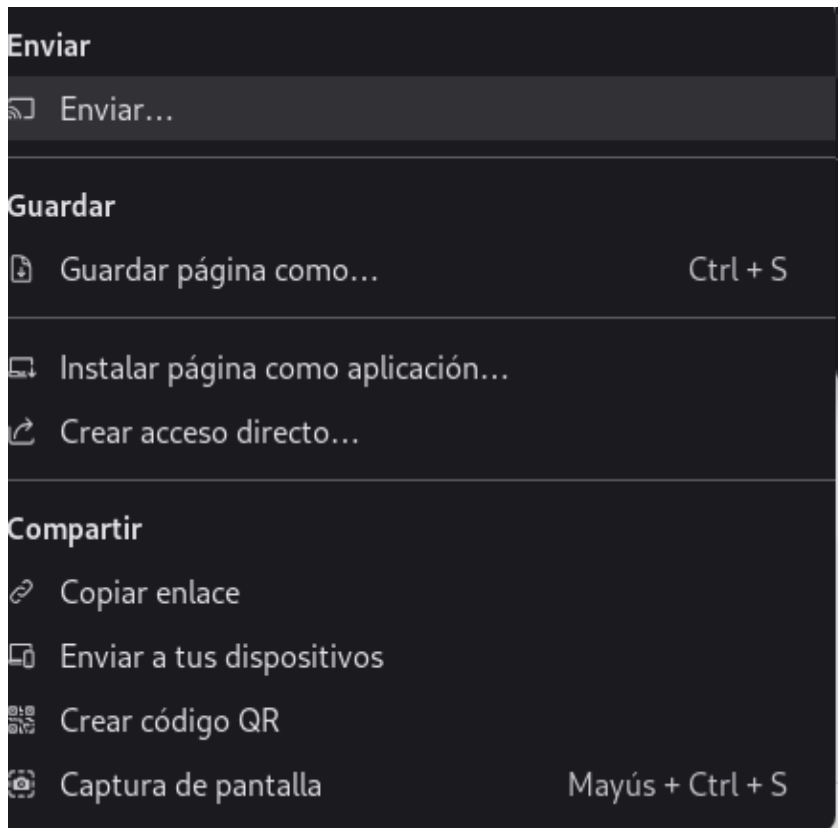 Enviar
Enviar...
Guardar
Guardar página como... Ctrl + S
Instalar página como aplicación...
Crear acceso directo...
Compartir
Copiar enlace
Enviar a tus dispositivos
Crear código QR
Captura de pantalla Mayús + Ctrl + S